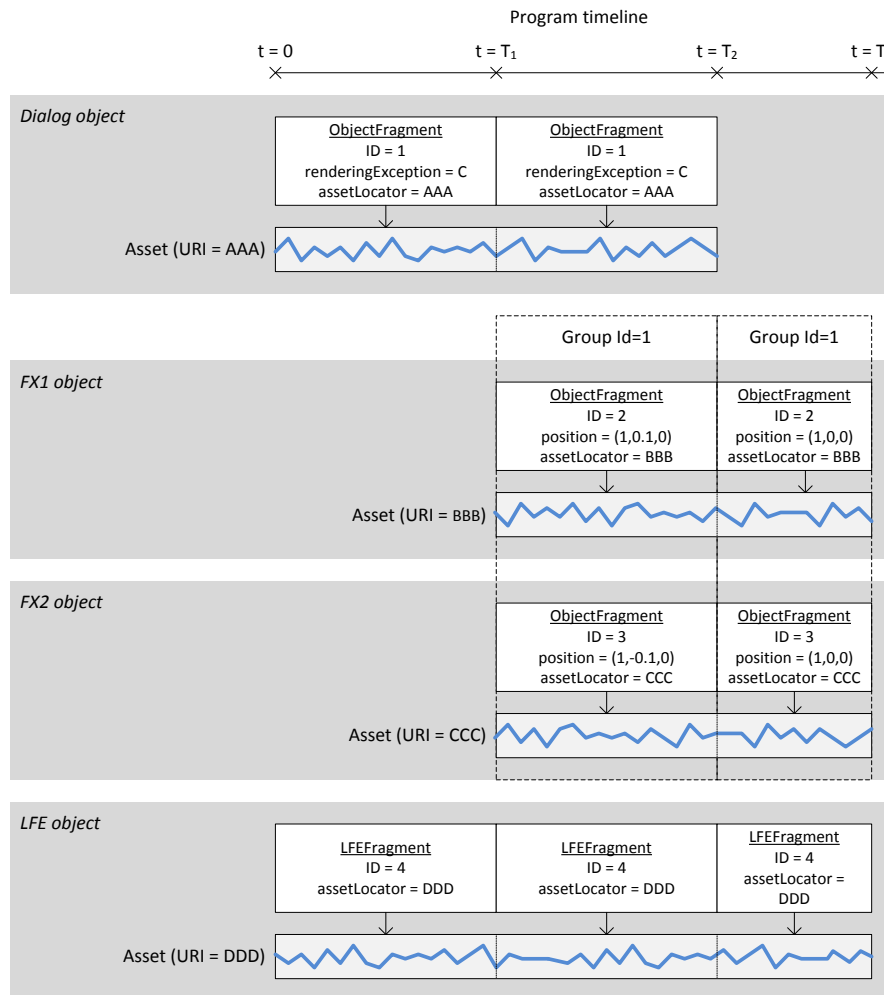 Program timeline
t = 0
t = T1
t = T2
t = T
Dialog object
ObjectFragment
ID = 1
renderingException = C
assetLocator = AAA
ObjectFragment
ID = 1
renderingException = C
assetLocator = AAA
Asset (URI = AAA)
Group Id=1
Group Id=1
FX1 object
ObjectFragment
ID = 2
position = (1,0.1,0)
assetLocator = BBB
ObjectFragment
ID = 2
position = (1,0,0)
assetLocator = BBB
Asset (URI = BBB)
FX2 object
ObjectFragment
ID = 3
position = (1,-0.1,0)
assetLocator = CCC
ObjectFragment
ID = 3
position = (1,0,0)
assetLocator = CCC
Asset (URI = CCC)
LFE object
LFEFragment
ID = 4
assetLocator = DDD
LFEFragment
ID = 4
assetLocator = DDD
LFEFragment
ID = 4
assetLocator =
DDD
Asset (URI = DDD)